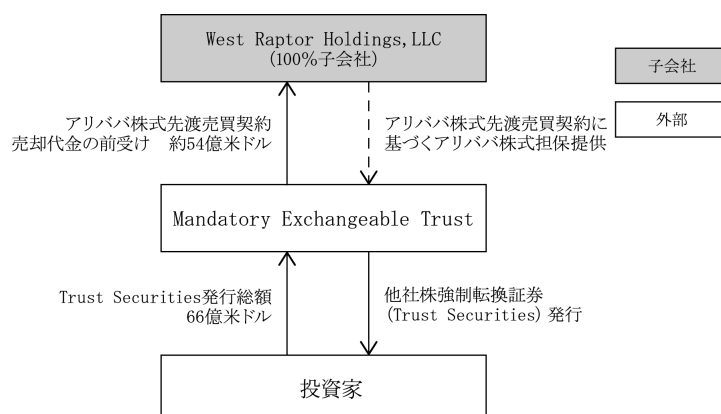 West Raptor Holdings,LLC
(100%子会社)
子会社
外部
アリババ株式先渡売買契約
売却代金の前受け 約54億米ドル
アリババ株式先渡売買契約に
基づくアリババ株式担保提供
Mandatory Exchangeable Trust
Trust Securities発行総額
66億米ドル
他社株強制転換証券
(Trust Securities) 発行
投資家